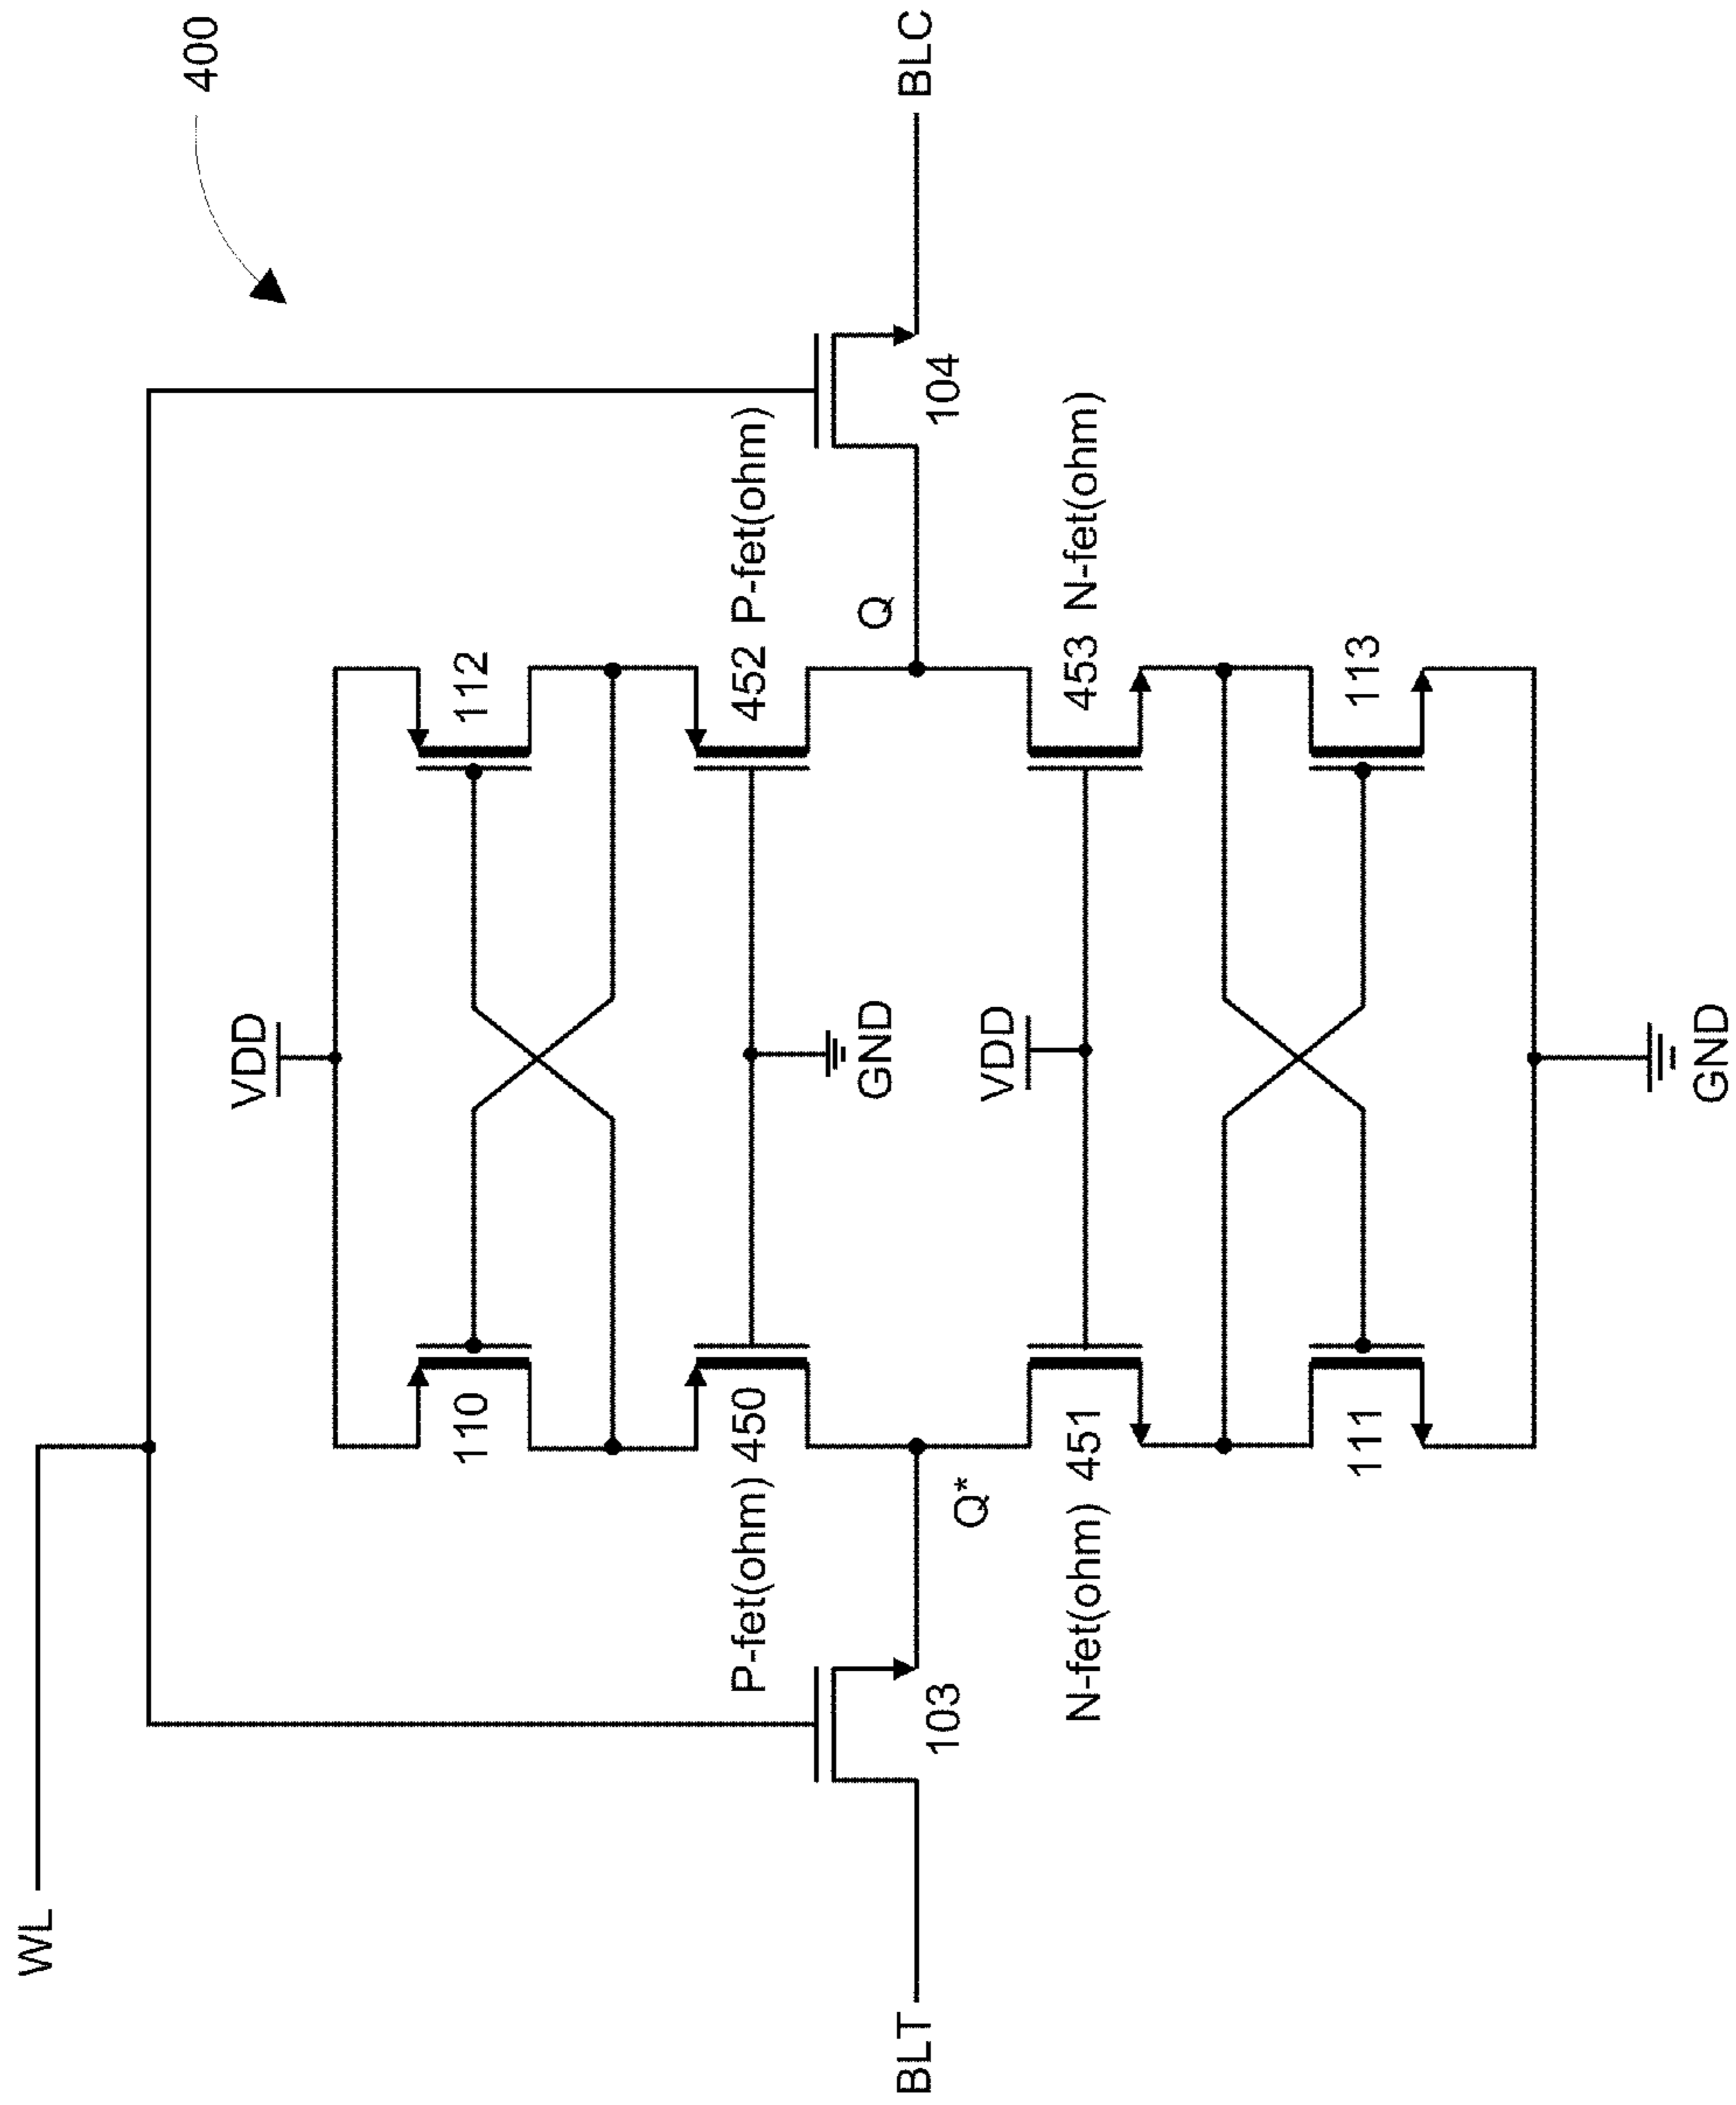 400
WL
VDD
110
112
P-fet(ohm) 450
452 P-fet(ohm)
GND
Q
BLT
103
104
BLC
Q*
VDD
N-fet(ohm) 451
453 N-fet(ohm)
111
113
GND